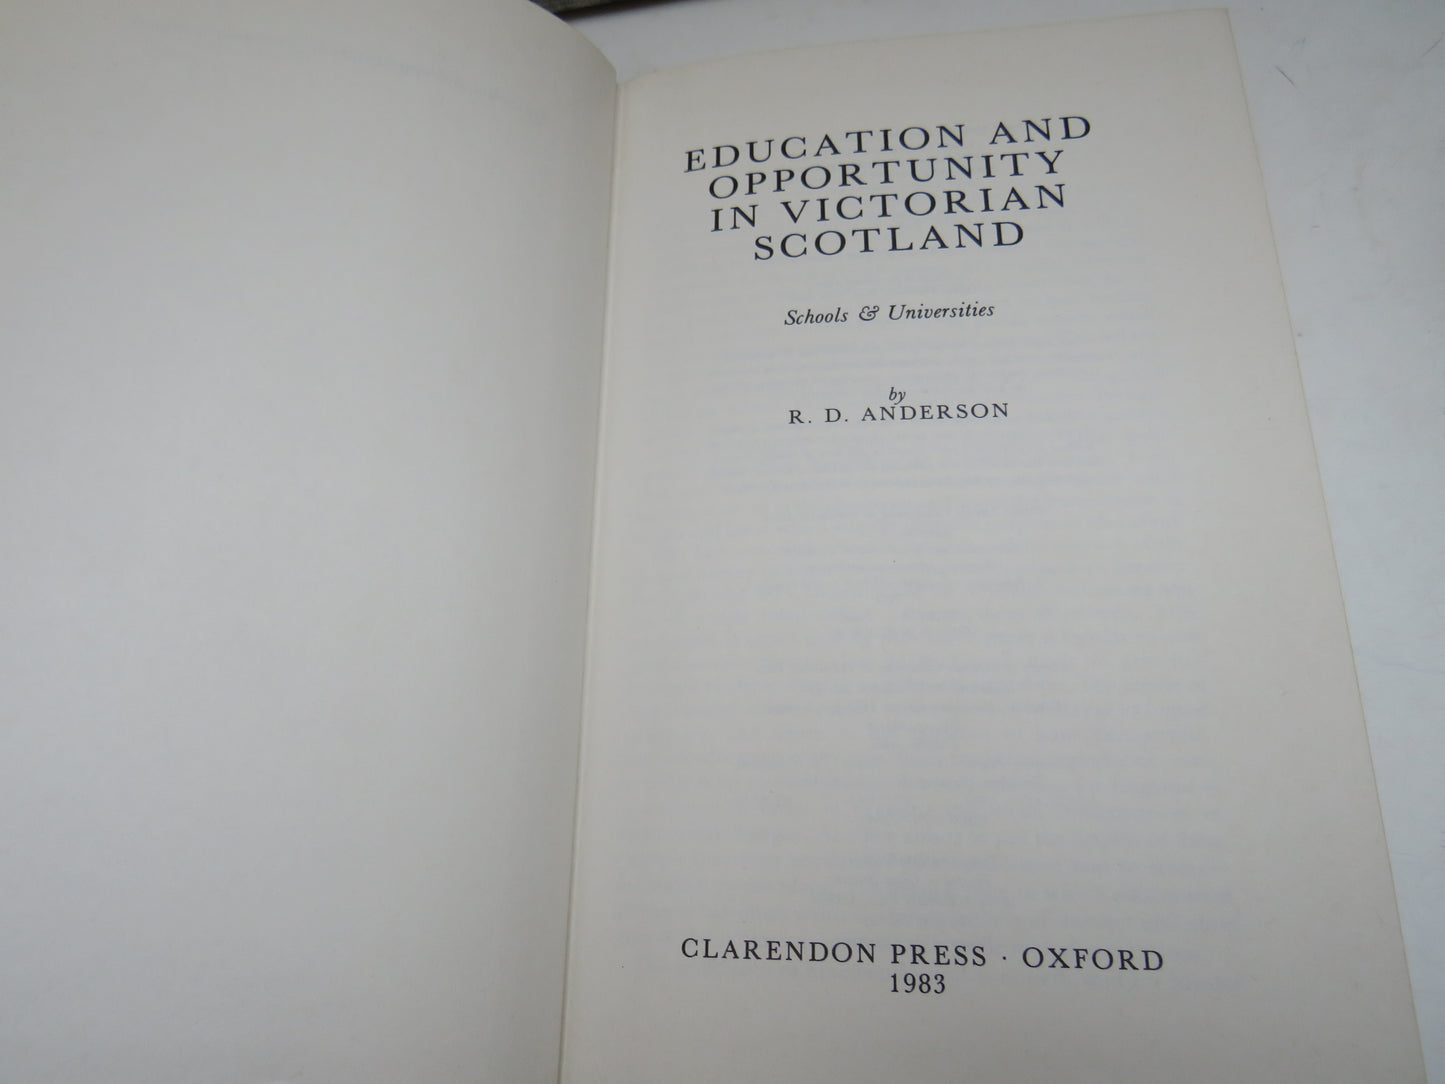 EDUCATION AND
OPPORTUNITY
IN VICTORIAN
SCOTLAND
Schools & Universities
by
R. D. ANDERSON
CLARENDON PRESS · OXFORD
1983